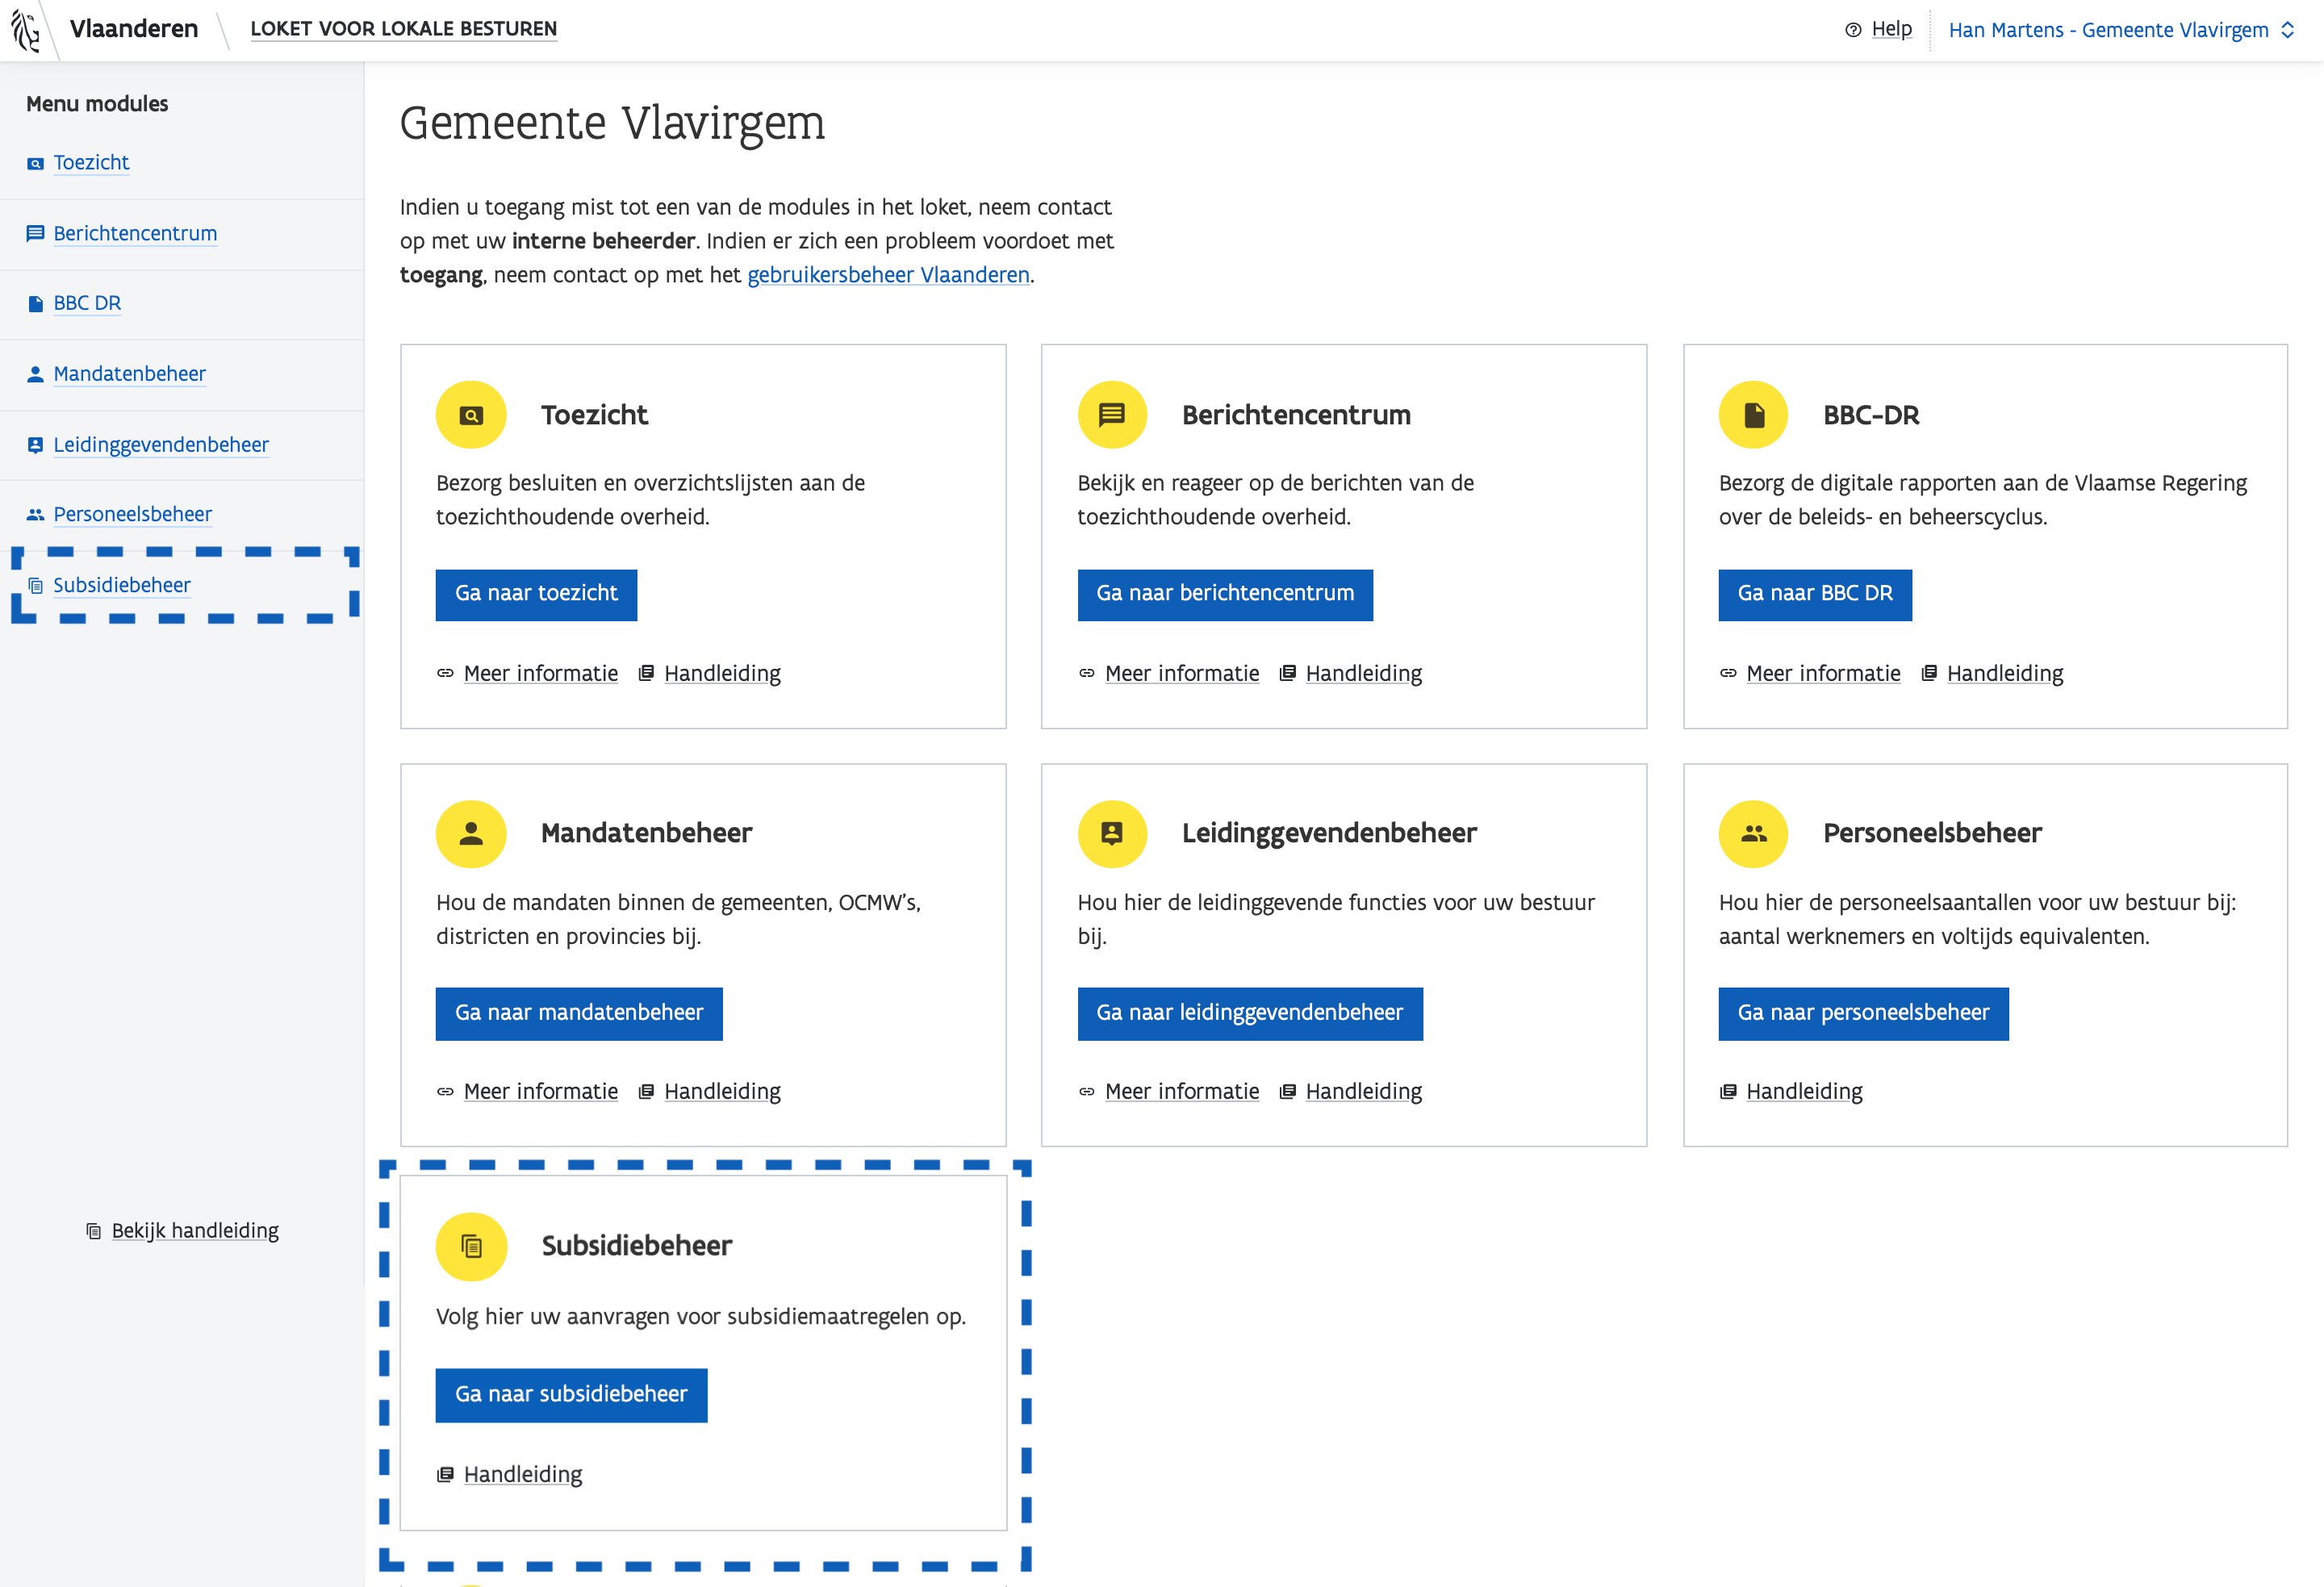 Vlaanderen
LOKET VOOR LOKALE BESTUREN
Help
Han Martens - Gemeente Vlavirgem
Menu modules
Toezicht
Berichtencentrum
BBC DR
Mandatenbeheer
Leidinggevendenbeheer
Personeelsbeheer
Subsidiebeheer
Bekijk handleiding
Gemeente Vlavirgem
Indien u toegang mist tot een van de modules in het loket, neem contact
op met uw interne beheerder. Indien er zich een probleem voordoet met
toegang, neem contact op met het gebruikersbeheer Vlaanderen.
Toezicht
Bezorg besluiten en overzichtslijsten aan de
toezichthoudende overheid.
Ga naar toezicht
Meer informatie Handleiding
Berichtencentrum
Bekijk en reageer op de berichten van de
toezichthoudende overheid.
Ga naar berichtencentrum
Meer informatie Handleiding
BBC-DR
Bezorg de digitale rapporten aan de Vlaamse Regering
over de beleids- en beheerscyclus.
Ga naar BBC DR
Meer informatie Handleiding
Mandatenbeheer
Hou de mandaten binnen de gemeenten, OCMW's,
districten en provincies bij.
Ga naar mandatenbeheer
Meer informatie Handleiding
Leidinggevendenbeheer
Hou hier de leidinggevende functies voor uw bestuur
bij.
Ga naar leidinggevendenbeheer
Meer informatie Handleiding
Personeelsbeheer
Hou hier de personeelsaantallen voor uw bestuur bij:
aantal werknemers en voltijds equivalenten.
Ga naar personeelsbeheer
Handleiding
Subsidiebeheer
Volg hier uw aanvragen voor subsidiemaatregelen op.
Ga naar subsidiebeheer
Handleiding